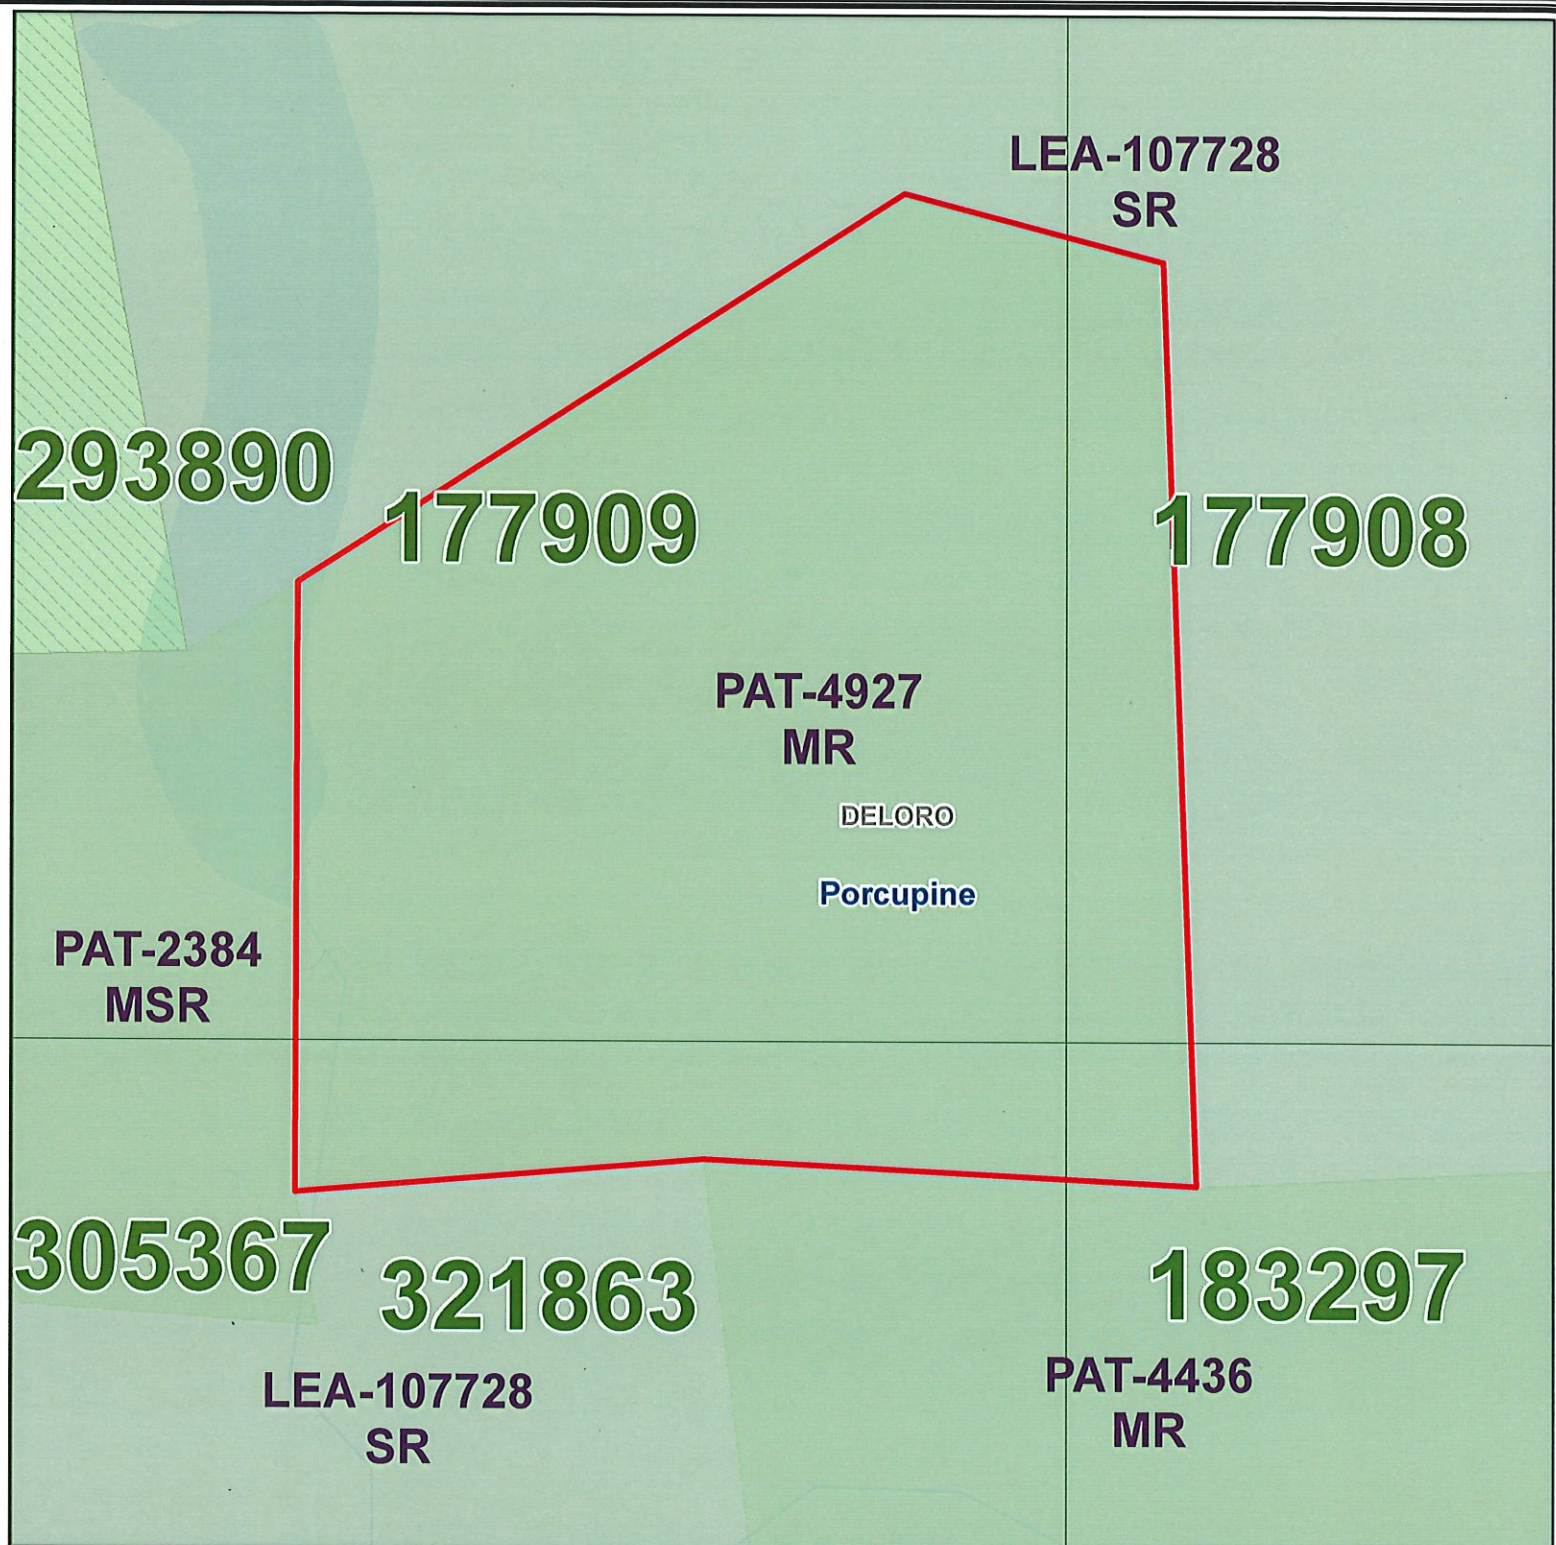 LEA-107728
SR
293890
177909
177908
PAT-4927
MR
DELORO
Porcupine
PAT-2384
MSR
305367
321863
183297
LEA-107728
SR
PAT-4436
MR